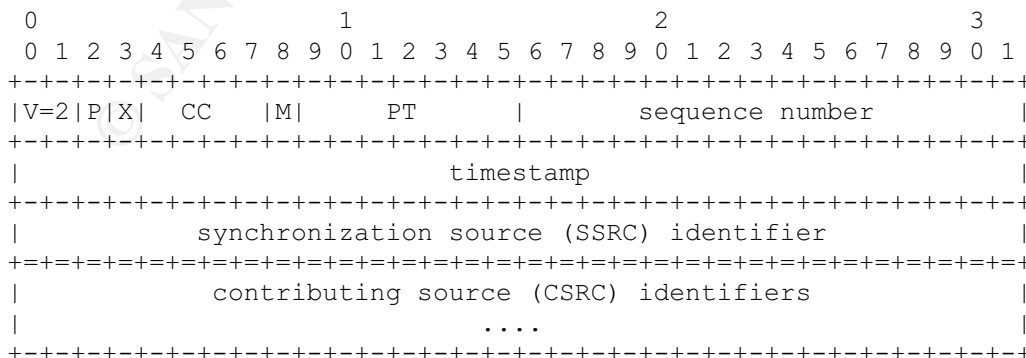 0                   1                   2                   3
 0 1 2 3 4 5 6 7 8 9 0 1 2 3 4 5 6 7 8 9 0 1 2 3 4 5 6 7 8 9 0 1
+-+-+-+-+-+-+-+-+-+-+-+-+-+-+-+-+-+-+-+-+-+-+-+-+-+-+-+-+-+-+-+-+
|V=2|P|X|  CC   |M|     PT      |       sequence number         |
+-+-+-+-+-+-+-+-+-+-+-+-+-+-+-+-+-+-+-+-+-+-+-+-+-+-+-+-+-+-+-+-+
|                           timestamp                           |
+-+-+-+-+-+-+-+-+-+-+-+-+-+-+-+-+-+-+-+-+-+-+-+-+-+-+-+-+-+-+-+-+
|           synchronization source (SSRC) identifier            |
+=+=+=+=+=+=+=+=+=+=+=+=+=+=+=+=+=+=+=+=+=+=+=+=+=+=+=+=+=+=+=+=+
|            contributing source (CSRC) identifiers             |
|                             ....                              |
+-+-+-+-+-+-+-+-+-+-+-+-+-+-+-+-+-+-+-+-+-+-+-+-+-+-+-+-+-+-+-+-+
© SAN